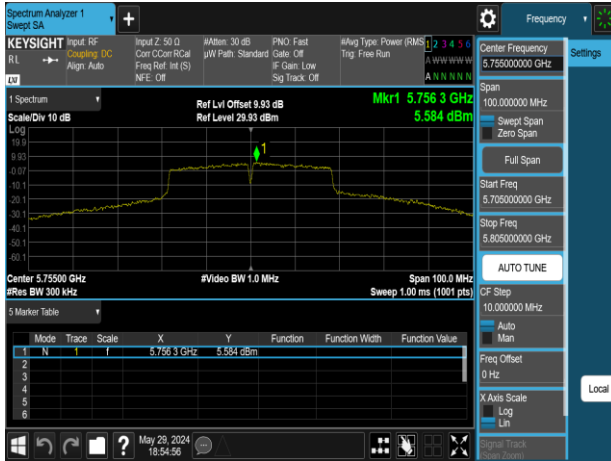 Spectrum Analyzer 1
Swept SA
Frequency
KEYSIGHT Input: RF Input Z: 50 Ω #Atten: 30 dB PNO: Fast #Avg Type: Power (RMS 1 2 3 4 5 6
RL Coupling: DC Corr CCorr RCal µW Path: Standard Gate: Off Trig: Free Run A W W W W W
Align: Auto Freq Ref: Int (S) IF Gain: Low
NFE: Off Sig Track: Off A N N N N N
LXI
1 Spectrum
Scale/Div 10 dB
Ref Lvl Offset 9.93 dB
Ref Level 29.93 dBm
Mkr1 5.756 3 GHz
5.584 dBm
Log
19.9
9.93
-0.07
-10.1
-20.1
-30.1
-40.1
-50.1
-60.1
1
Center 5.75500 GHz #Video BW 1.0 MHz Span 100.0 MHz
#Res BW 300 kHz Sweep 1.00 ms (1001 pts)
5 Marker Table
Mode Trace Scale X Y Function Function Width Function Value
1 N 1 f 5.756 3 GHz 5.584 dBm
2
3
4
5
6
May 29, 2024
18:54:56
Center Frequency
5.755000000 GHz
Settings
Span
100.000000 MHz
Swept Span
Zero Span
Full Span
Start Freq
5.705000000 GHz
Stop Freq
5.805000000 GHz
AUTO TUNE
CF Step
10.000000 MHz
Auto
Man
Freq Offset
0 Hz
X Axis Scale
Log
Lin
Local
Signal Track
(Span Zoom)